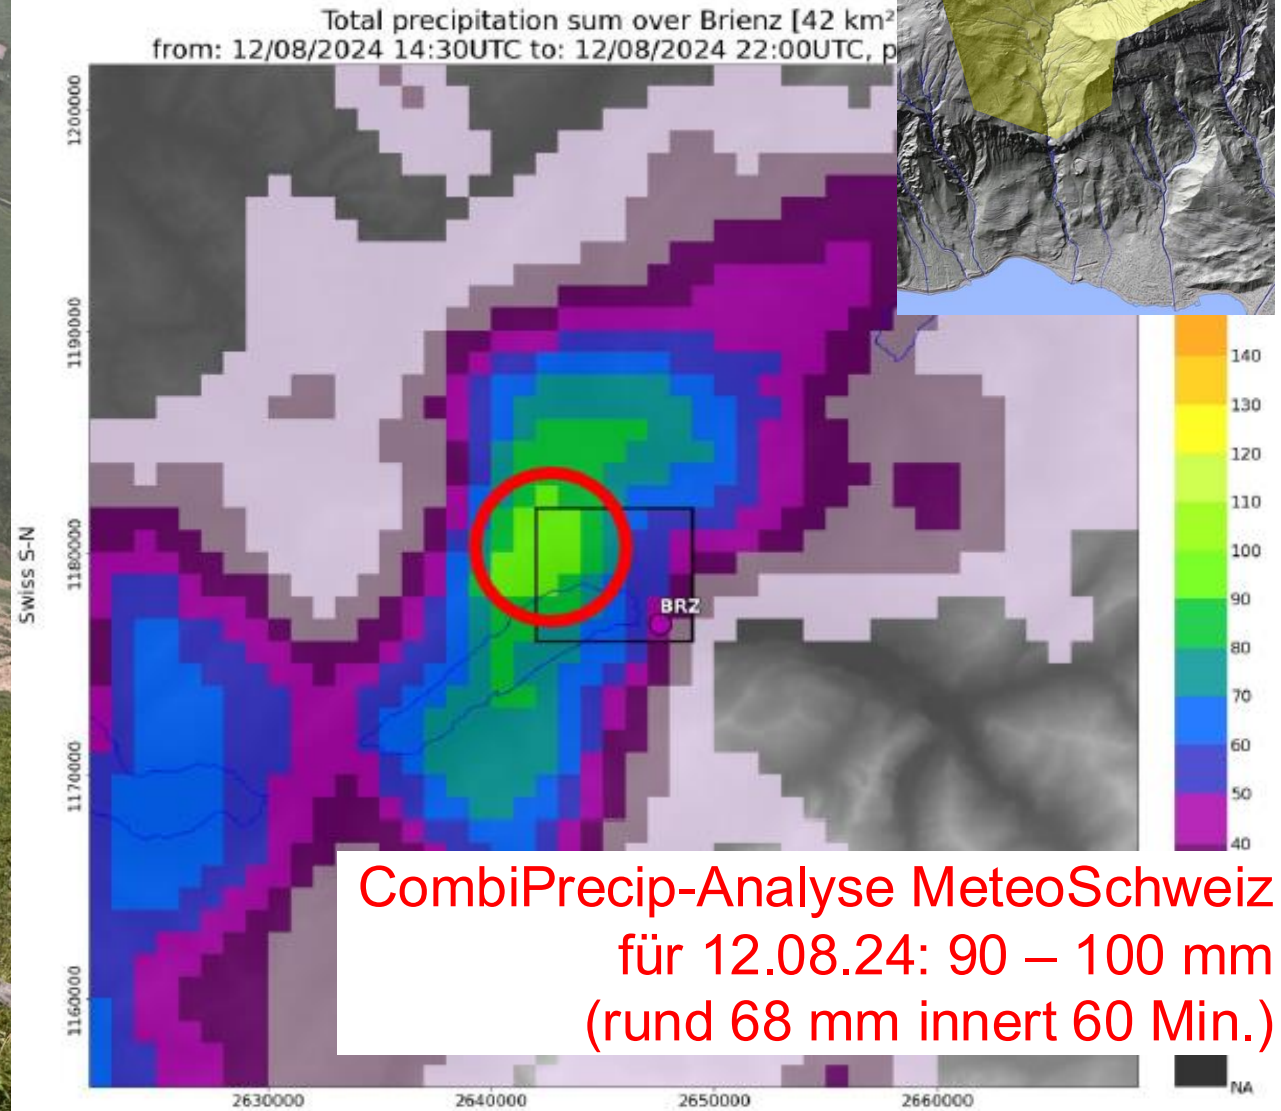 Total precipitation sum over Brienz [42 km²
from: 12/08/2024 14:30UTC to: 12/08/2024 22:00UTC, p
1200000
1190000
1180000
1170000
1160000
Swiss S-N
BRZ
140
130
120
110
100
90
80
70
60
50
40
NA
CombiPrecip-Analyse MeteoSchweiz
für 12.08.24: 90 – 100 mm
(rund 68 mm innert 60 Min.)
2630000
2640000
2650000
2660000